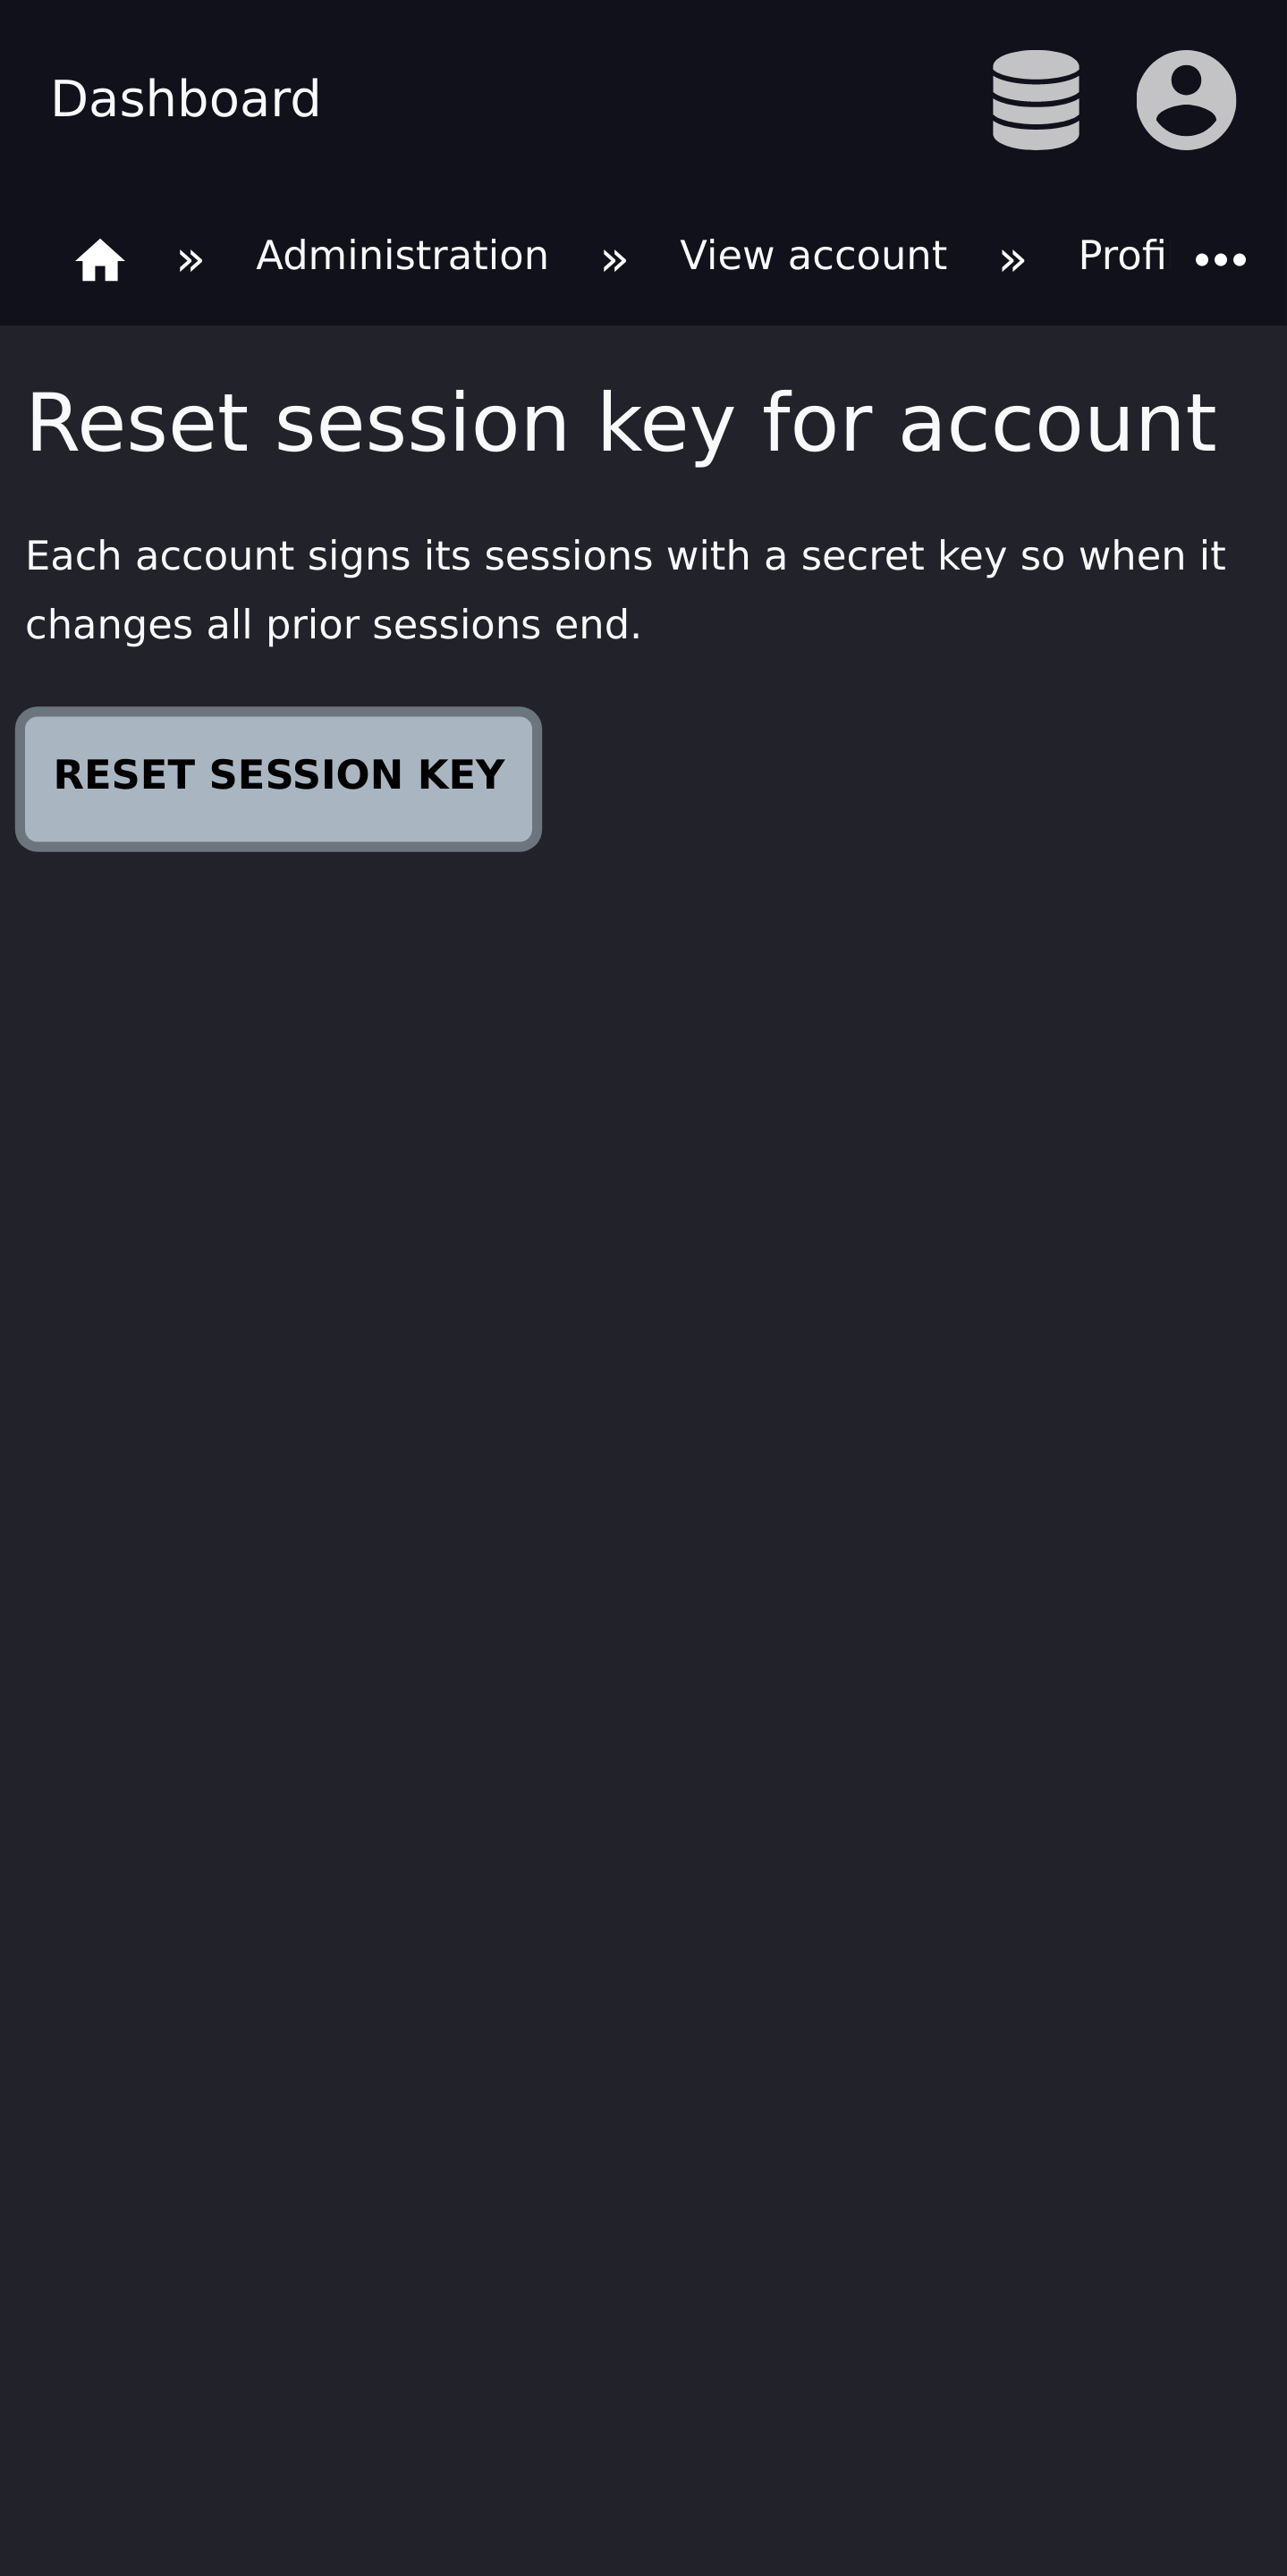 Dashboard
» Administration » View account » Profi •••
Reset session key for account
Each account signs its sessions with a secret key so when it
changes all prior sessions end.
RESET SESSION KEY